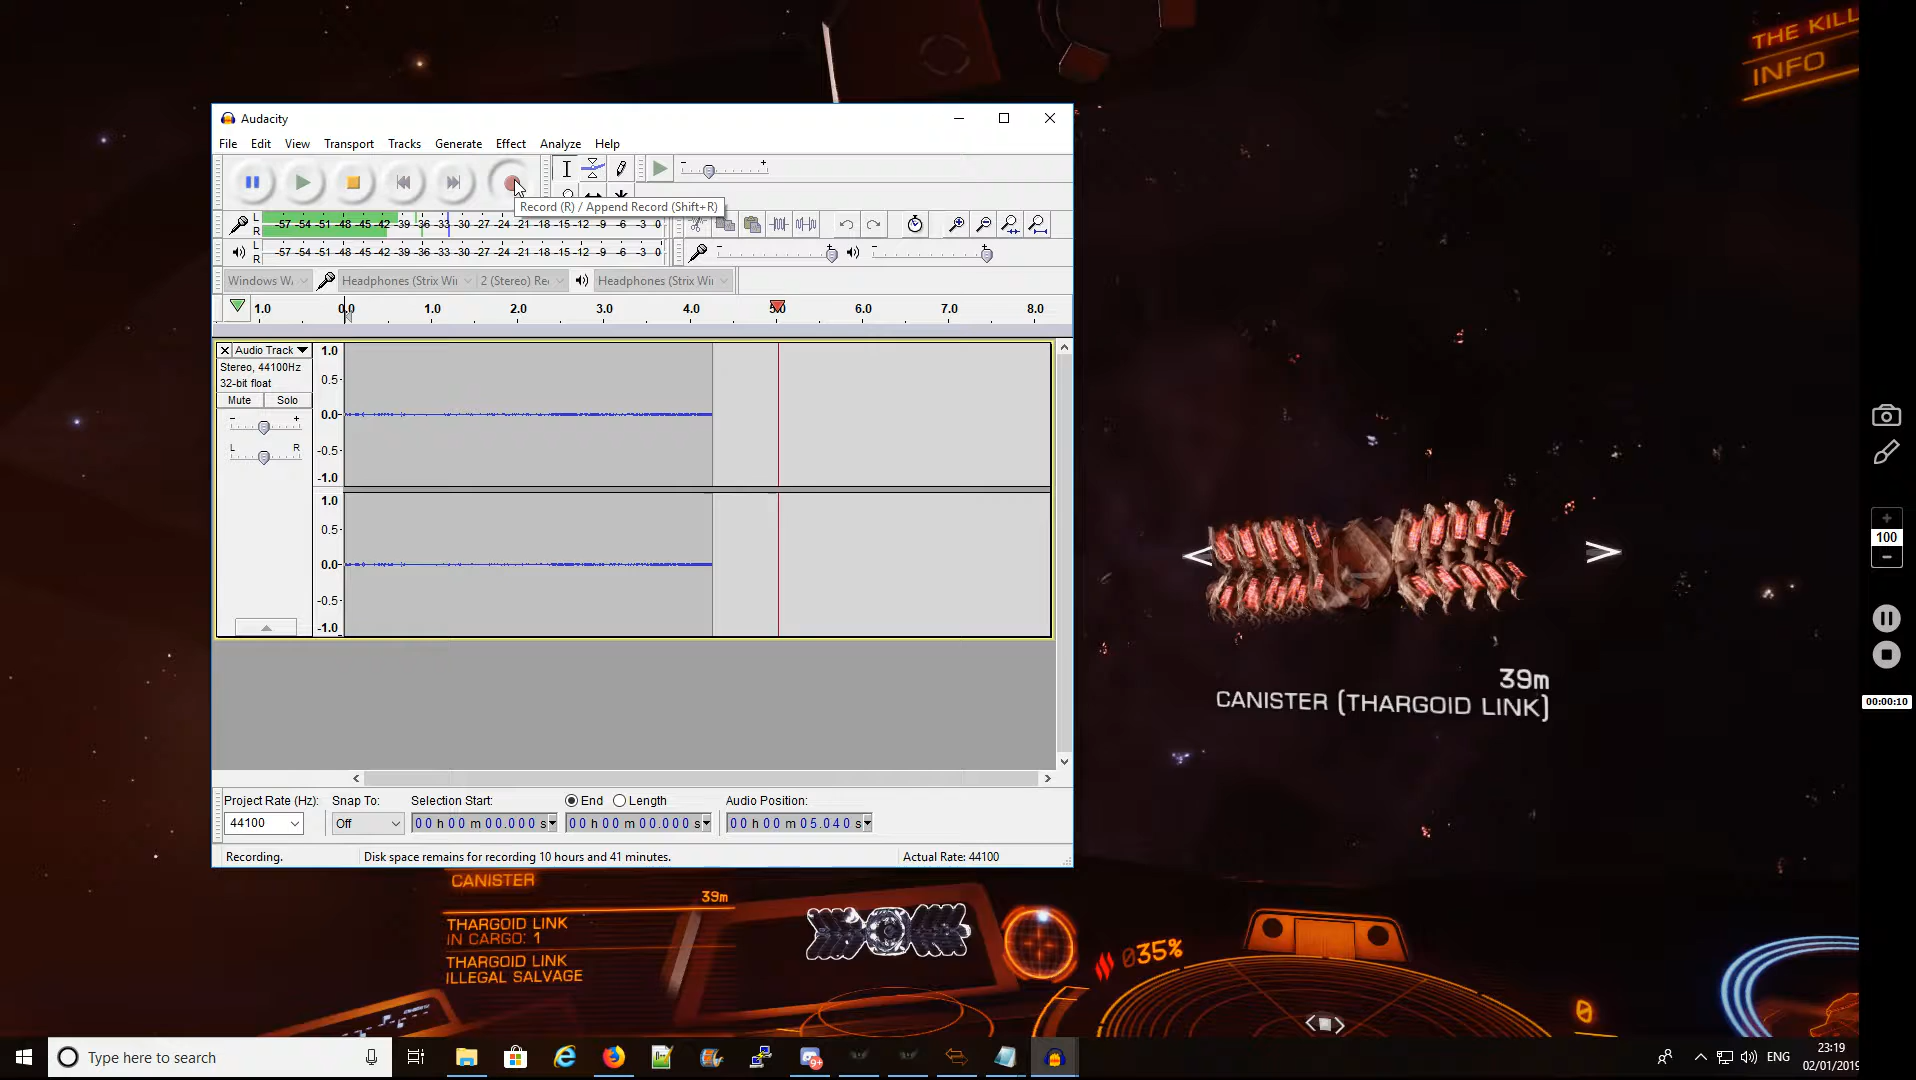 THE KILL
INFO
Audacity
File Edit View Transport Tracks Generate Effect Analyze Help
Record (R) / Append Record (Shift+R)
L
R
-57 -54 -51 -48 -45 -42 -39 -36 -33 -30 -27 -24 -21 -18 -15 -12 -9 -6 -3 0
L
R
-57 -54 -51 -48 -45 -42 -39 -36 -33 -30 -27 -24 -21 -18 -15 -12 -9 -6 -3 0
Windows W Headphones (Strix Wi 2 (Stereo) Re Headphones (Strix Wi
1.0 0.0 1.0 2.0 3.0 4.0 5.0 6.0 7.0 8.0
Audio Track
Stereo, 44100Hz
32-bit float
Mute Solo
- +
L R
1.0
0.5-
0.0-
-0.5-
-1.0
1.0
0.5-
0.0-
-0.5-
-1.0
Project Rate (Hz): Snap To: Selection Start: End Length Audio Position:
44100 Off 00 h 00 m 00.000 s 00 h 00 m 00.000 s 00 h 00 m 05.040 s
Recording. Disk space remains for recording 10 hours and 41 minutes. Actual Rate: 44100
39m
CANISTER (THARGOID LINK)
100
00:00:10
CANISTER
39m
THARGOID LINK
IN CARGO: 1
THARGOID LINK
ILLEGAL SALVAGE
035%
0
Type here to search
ENG
23:19
02/01/2019